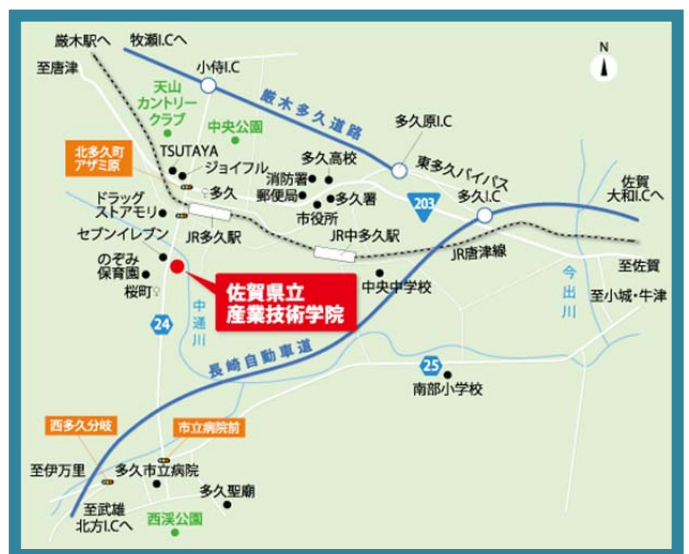 厳木駅へ
牧瀬I.Cへ
N
至唐津
小侍I.C
天山
カントリー
クラブ
中央公園
厳木多久道路
多久原I.C
TSUTAYA
ジョイフル
北多久町
アザミ原
多久高校
東多久バイパス
消防署
郵便局
多久署
市役所
多久
203
多久I.C
佐賀
大和I.Cへ
ドラッグ
ストアモリ
JR多久駅
JR中多久駅
JR唐津線
セブンイレブン
のぞみ
保育園
桜町
佐賀県立
産業技術学院
中央中学校
今出川
至佐賀
至小城・牛津
中通川
24
長崎自動車道
25
南部小学校
西多久分岐
市立病院前
至伊万里
多久市立病院
至武雄
北方I.Cへ
多久聖廟
西渓公園